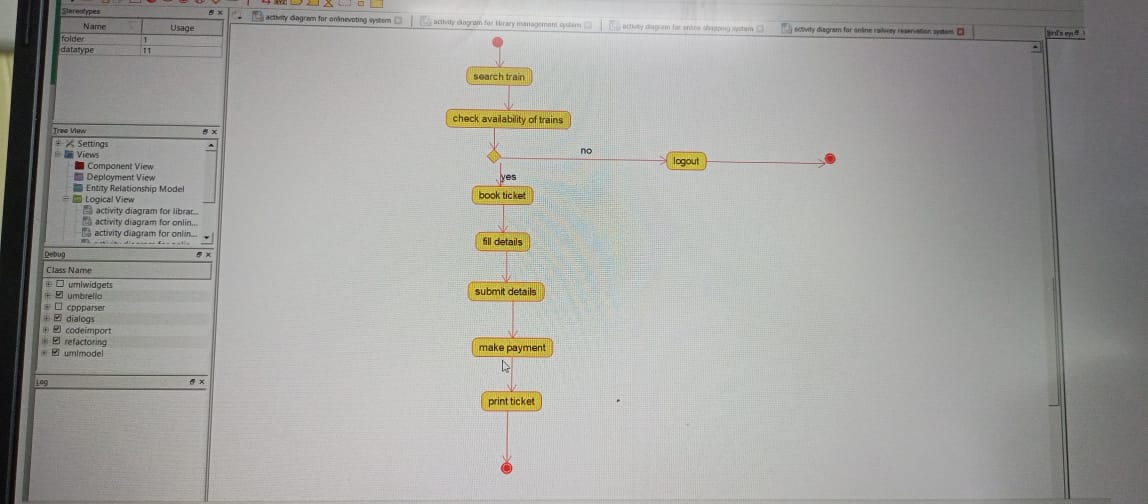 Stereotypes
Name Usage
folder 1
datatype 11
Tree View
Settings
Views
Component View
Deployment View
Entity Relationship Model
Logical View
activity diagram for librar...
activity diagram for onlin...
activity diagram for onlin...
Debug
Class Name
umlwidgets
umbrello
cppparser
dialogs
codeimport
refactoring
umlmodel
Log
activity diagram for onlinevoting system
activity diagram for library management system
activity diagram for online shopping system
activity diagram for online railway reservation system
search train
check availability of trains
no
logout
yes
book ticket
fill details
submit details
make payment
print ticket
Bird's ey